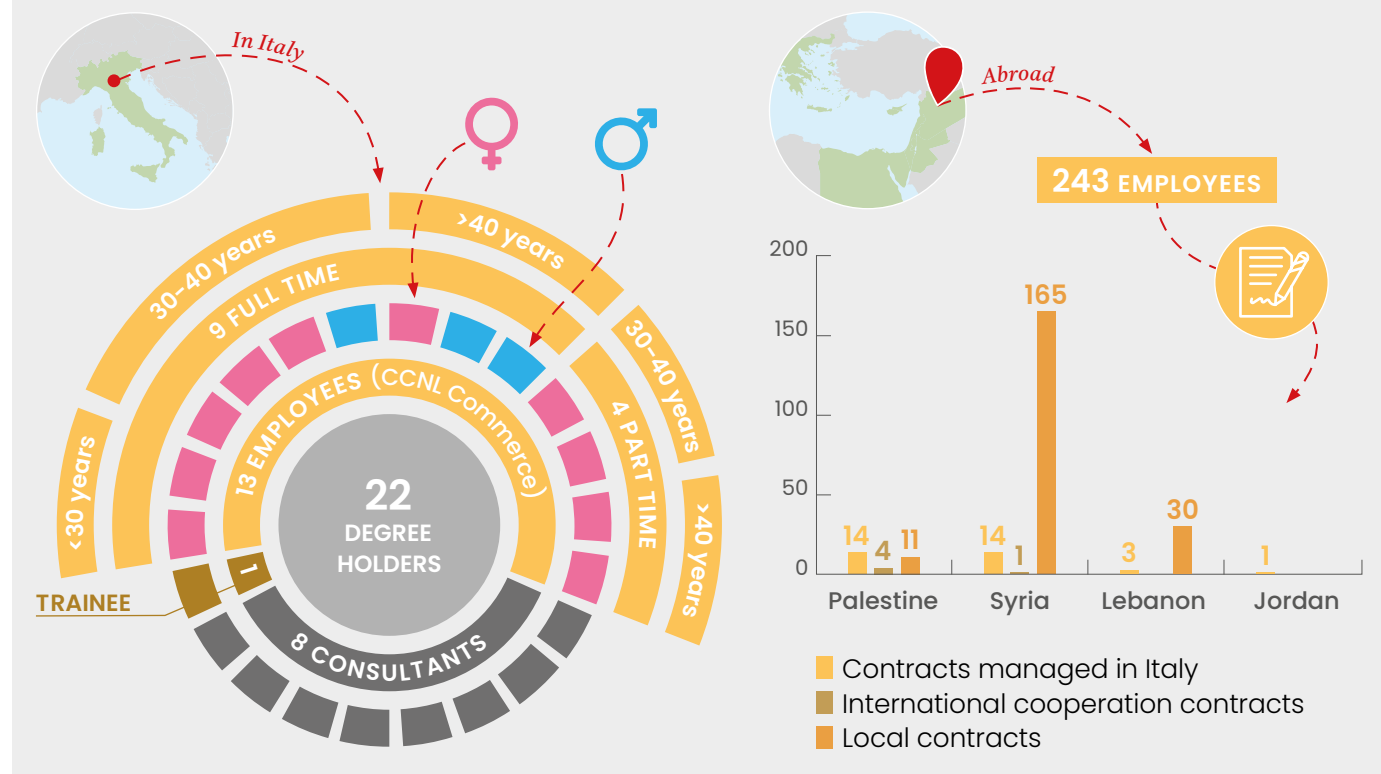 In Italy
30-40 years
>40 years
9 FULL TIME
30-40 years
<30 years
13 EMPLOYEES (CCNL Commerce)
4 PART TIME
>40 years
22
DEGREE
HOLDERS
1
TRAINEE
8 CONSULTANTS
Abroad
243 EMPLOYEES
200
150
100
50
0
14
4
11
14
1
165
3
30
1
Palestine
Syria
Lebanon
Jordan
Contracts managed in Italy
International cooperation contracts
Local contracts